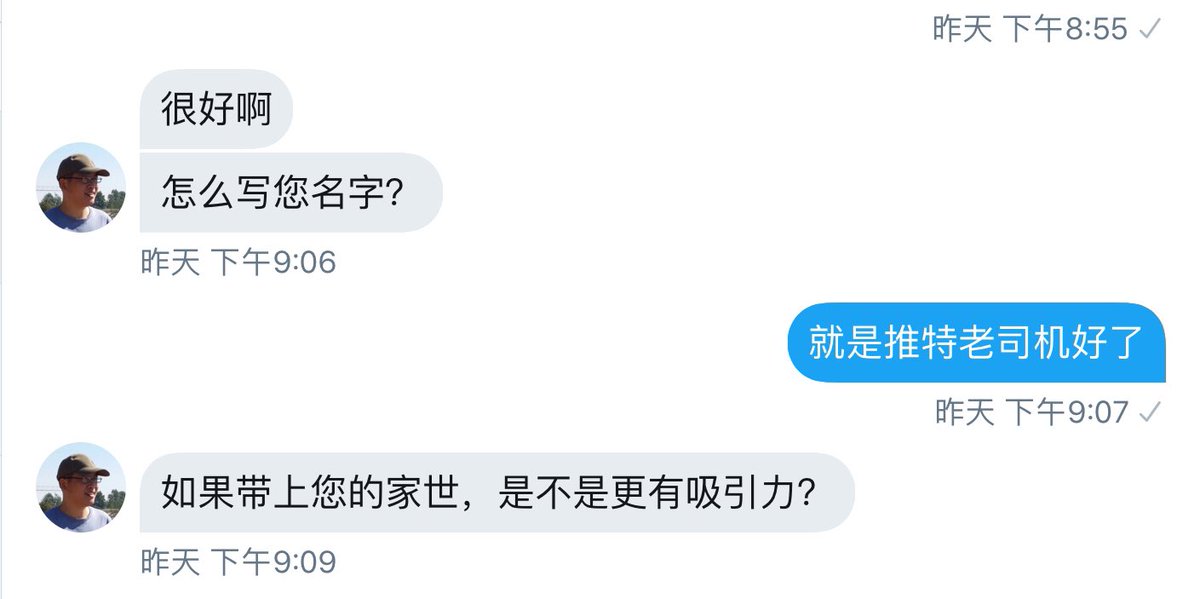 昨天 下午8:55 ✓
很好啊
怎么写您名字？
昨天 下午9:06
就是推特老司机好了
昨天 下午9:07 ✓
如果带上您的家世，是不是更有吸引力？
昨天 下午9:09